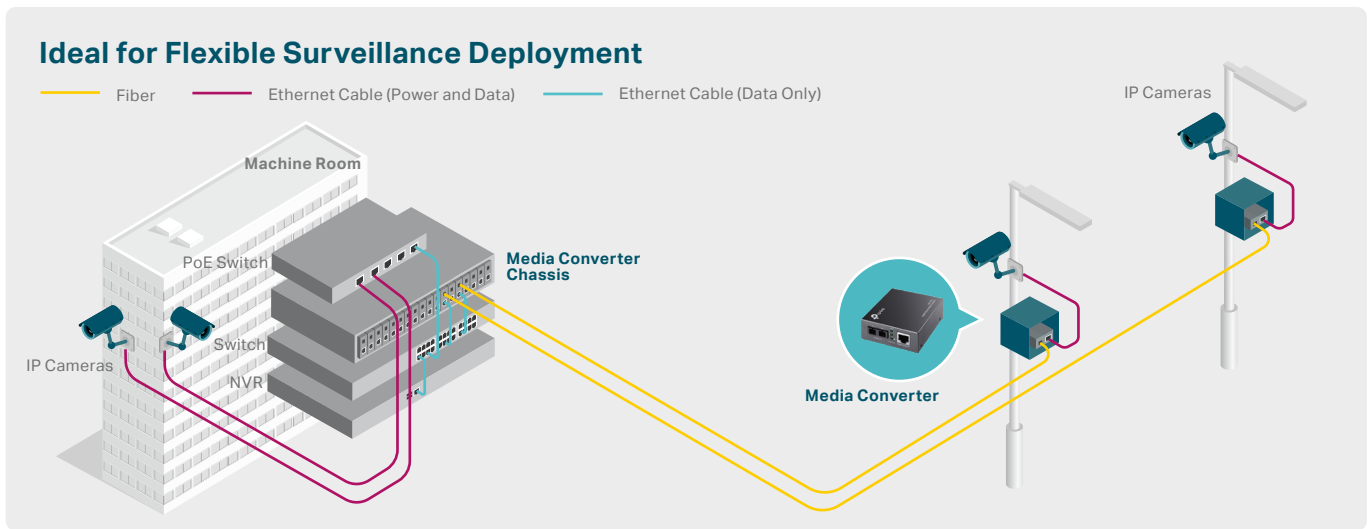 Ideal for Flexible Surveillance Deployment
Fiber
Ethernet Cable (Power and Data)
Ethernet Cable (Data Only)
IP Cameras
Machine Room
PoE Switch
Media Converter
Chassis
Switch
IP Cameras
NVR
Media Converter